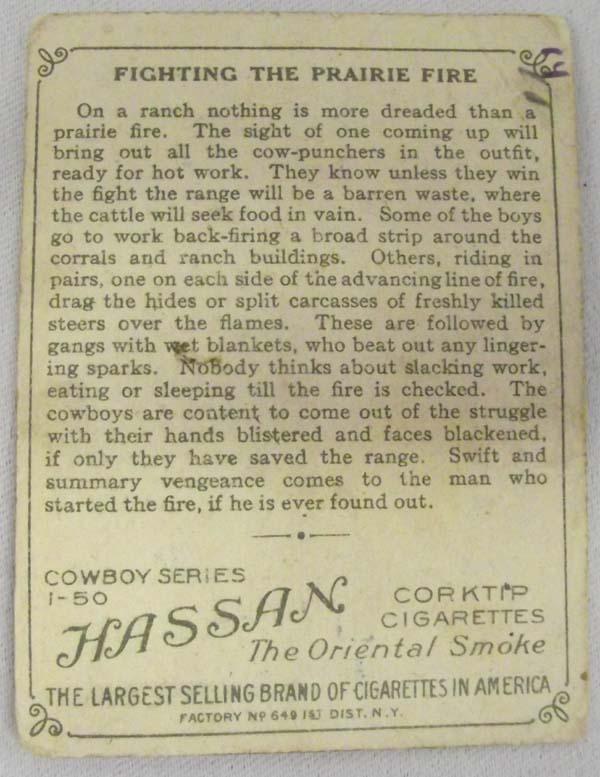 FIGHTING THE PRAIRIE FIRE
On a ranch nothing is more dreaded than a
prairie fire. The sight of one coming up will
bring out all the cow-punchers in the outfit,
ready for hot work. They know unless they win
the fight the range will be a barren waste, where
the cattle will seek food in vain. Some of the boys
go to work back-firing a broad strip around the
corrals and ranch buildings. Others, riding in
pairs, one on each side of the advancing line of fire,
drag the hides or split carcasses of freshly killed
steers over the flames. These are followed by
gangs with wet blankets, who beat out any linger-
ing sparks. Nobody thinks about slacking work,
eating or sleeping till the fire is checked. The
cowboys are content to come out of the struggle
with their hands blistered and faces blackened,
if only they have saved the range. Swift and
summary vengeance comes to the man who
started the fire, if he is ever found out.
COWBOY SERIES
1-50
HASSAN
CORK TIP
CIGARETTES
The Oriental Smoke
THE LARGEST SELLING BRAND OF CIGARETTES IN AMERICA
FACTORY Nº 649 1ST DIST. N.Y.